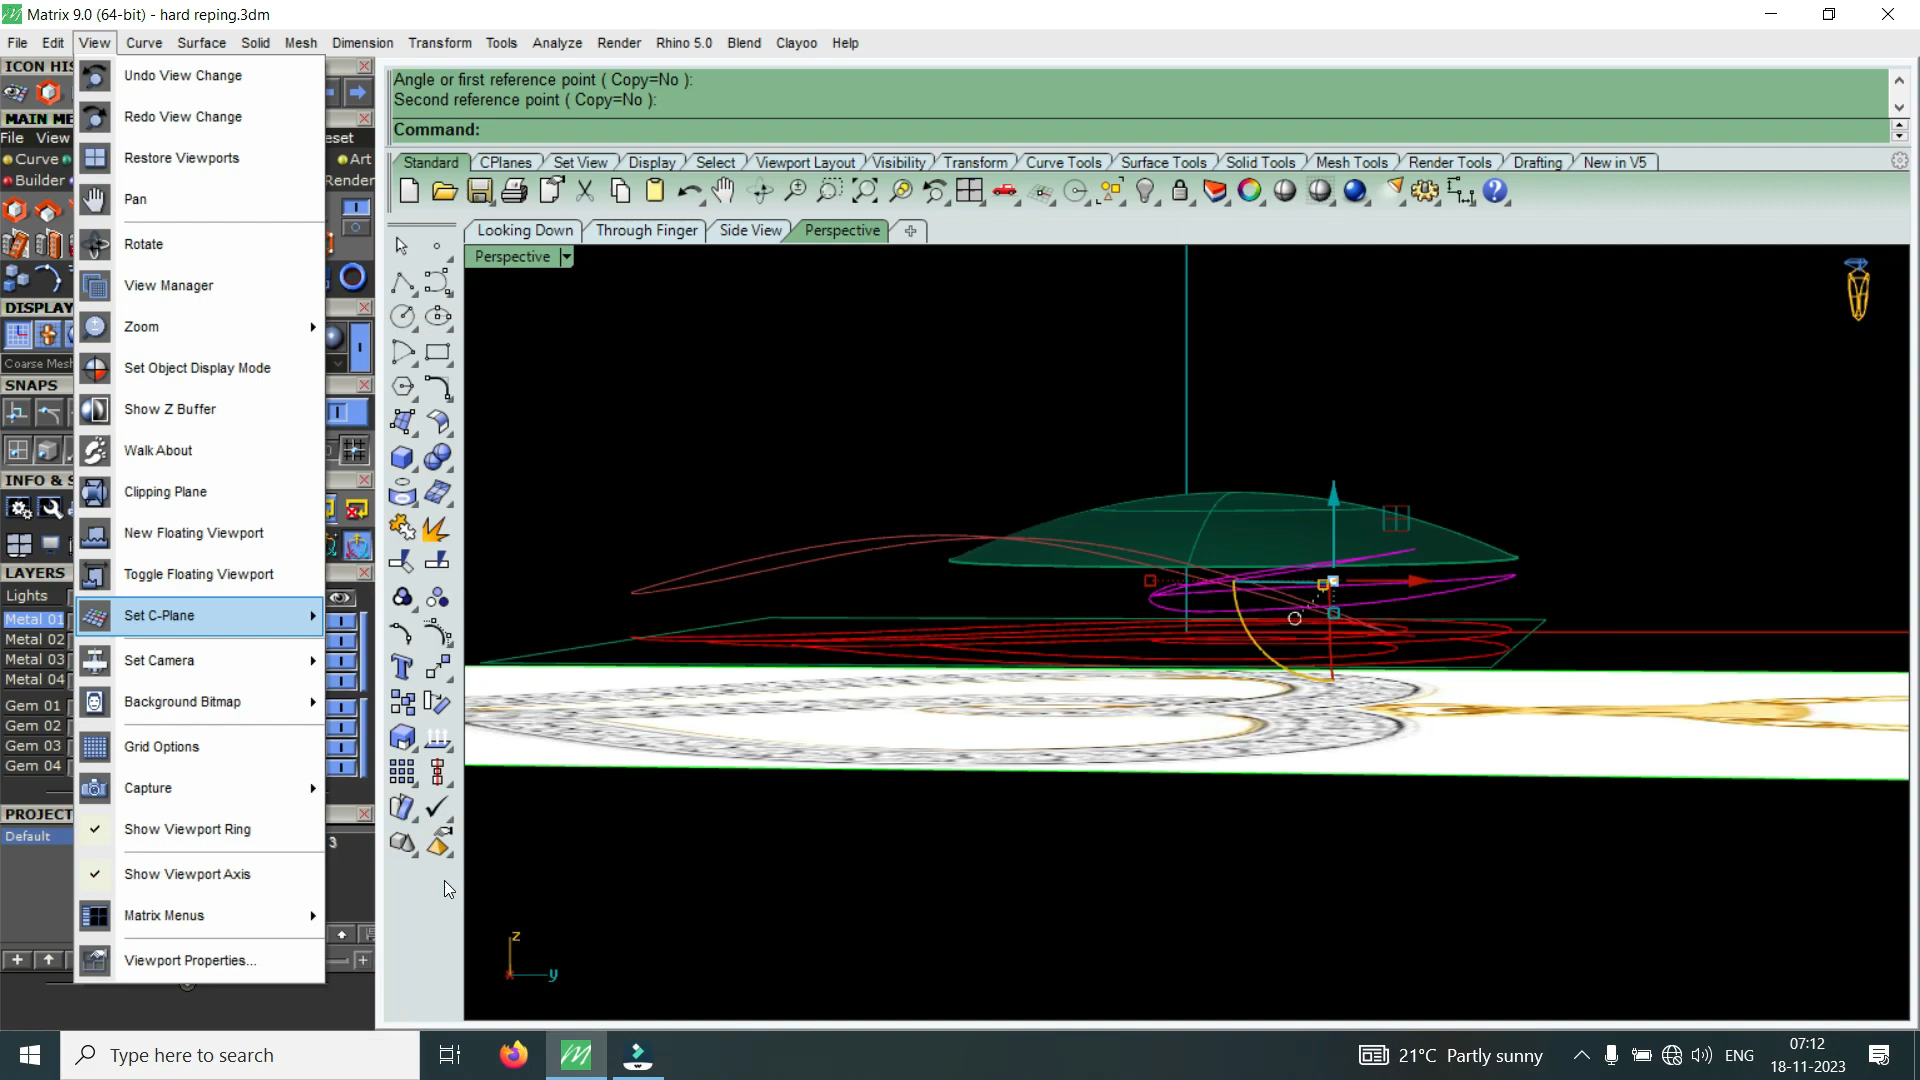 Matrix 9.0 (64-bit) - hard reping.3dm
File Edit View Curve Surface Solid Mesh Dimension Transform Tools Analyze Render Rhino 5.0 Blend Clayoo Help
ICON HIS
MAIN ME
File View
Curve
Builder
eset
Art
Render
DISPLAY
Coarse Mesh
SNAPS
INFO & S
LAYERS
Lights
Metal 01
Metal 02
Metal 03
Metal 04
Gem 01
Gem 02
Gem 03
Gem 04
PROJECT
Default
3
Undo View Change
Redo View Change
Restore Viewports
Pan
Rotate
View Manager
Zoom
Set Object Display Mode
Show Z Buffer
Walk About
Clipping Plane
New Floating Viewport
Toggle Floating Viewport
Set C-Plane
Set Camera
Background Bitmap
Grid Options
Capture
Show Viewport Ring
Show Viewport Axis
Matrix Menus
Viewport Properties...
Angle or first reference point ( Copy=No ):
Second reference point ( Copy=No ):
Command:
Standard CPlanes Set View Display Select Viewport Layout Visibility Transform Curve Tools Surface Tools Solid Tools Mesh Tools Render Tools Drafting New in V5
Looking Down Through Finger Side View Perspective
Perspective
z
x y
Type here to search
21°C Partly sunny
ENG
07:12
18-11-2023